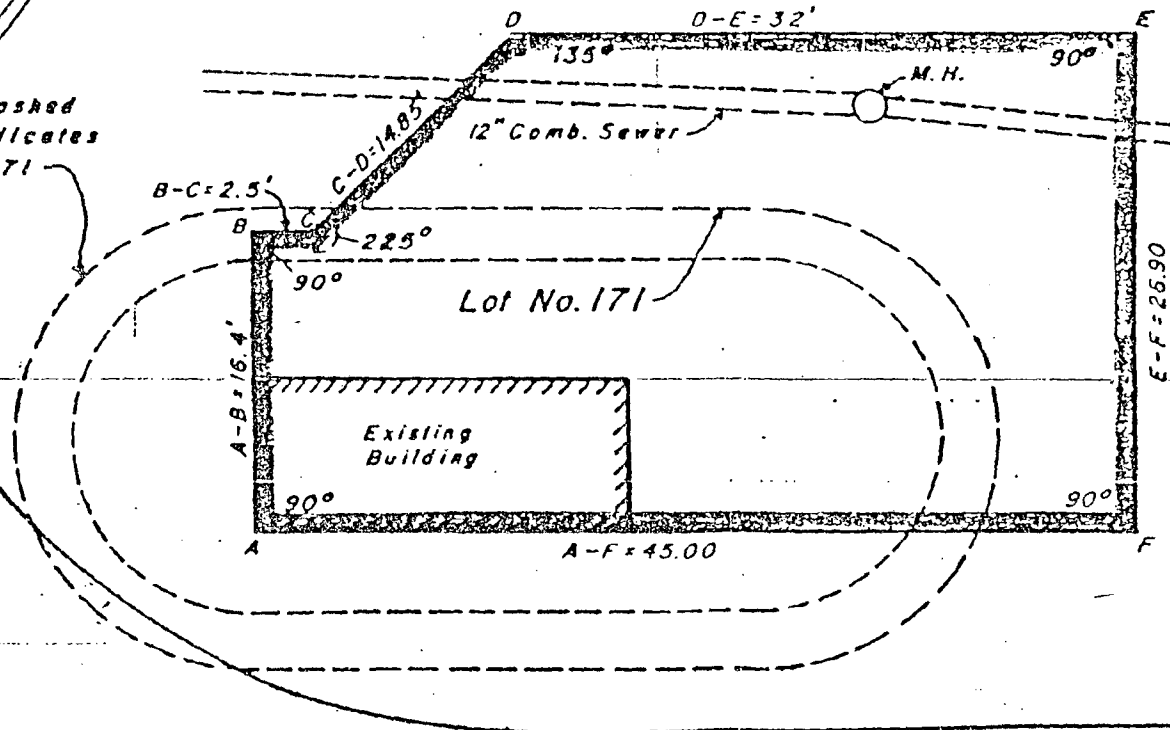 D
D-E=32'
E
135°
90°
M.H.
12" Comb. Sewer
C-D=14.85'
B-C=2.5'
B
C
225°
90°
Lot No. 171
A-B=16.4'
E-F=26.90
Existing
Building
90°
90°
A
A-F=45.00
F
71